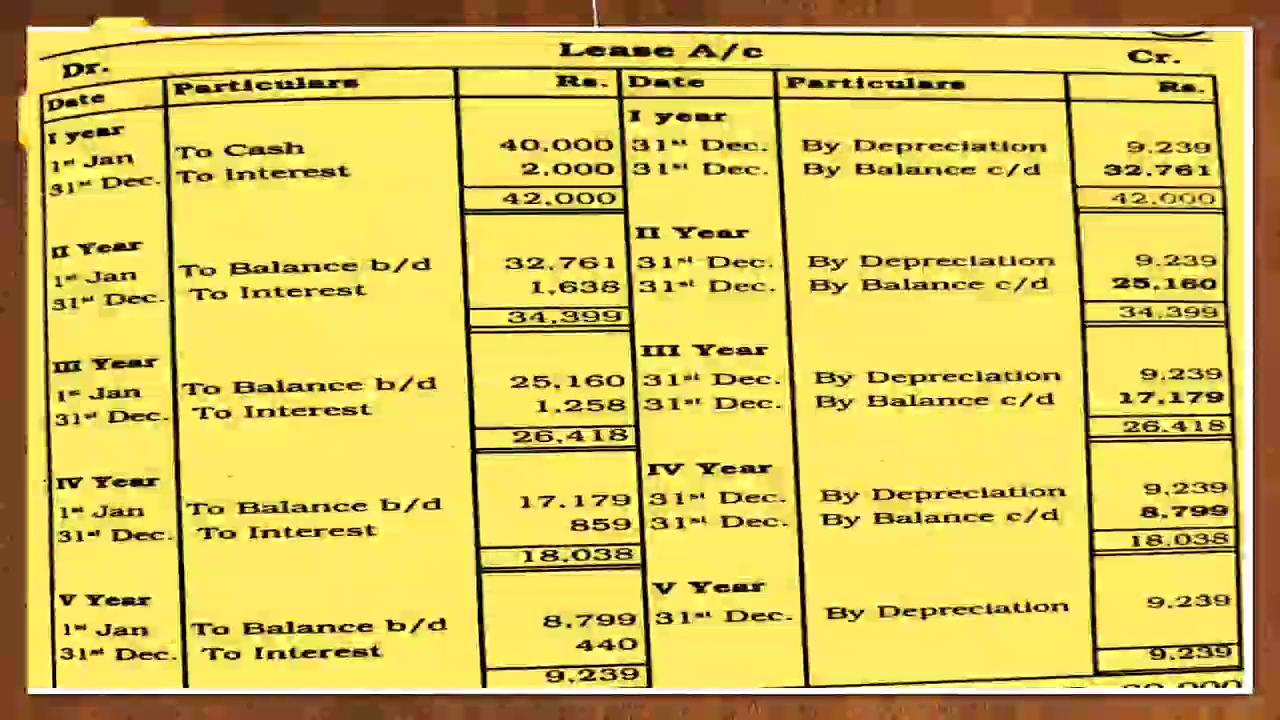 Lease A/c
Dr. Cr.
Date Particulars Rs. Date Particulars Rs.
I year I year
1st Jan To Cash 40,000 31st Dec. By Depreciation 9,239
31st Dec. To Interest 2,000 31st Dec. By Balance c/d 32,761
42,000 42,000
II Year II Year
1st Jan To Balance b/d 32,761 31st Dec. By Depreciation 9,239
31st Dec. To Interest 1,638 31st Dec. By Balance c/d 25,160
34,399 34,399
III Year III Year
1st Jan To Balance b/d 25,160 31st Dec. By Depreciation 9,239
31st Dec. To Interest 1,258 31st Dec. By Balance c/d 17,179
26,418 26,418
IV Year IV Year
1st Jan To Balance b/d 17,179 31st Dec. By Depreciation 9,239
31st Dec. To Interest 859 31st Dec. By Balance c/d 8,799
18,038 18,038
V Year V Year
1st Jan To Balance b/d 8,799 31st Dec. By Depreciation 9,239
31st Dec. To Interest 440
9,239 9,239